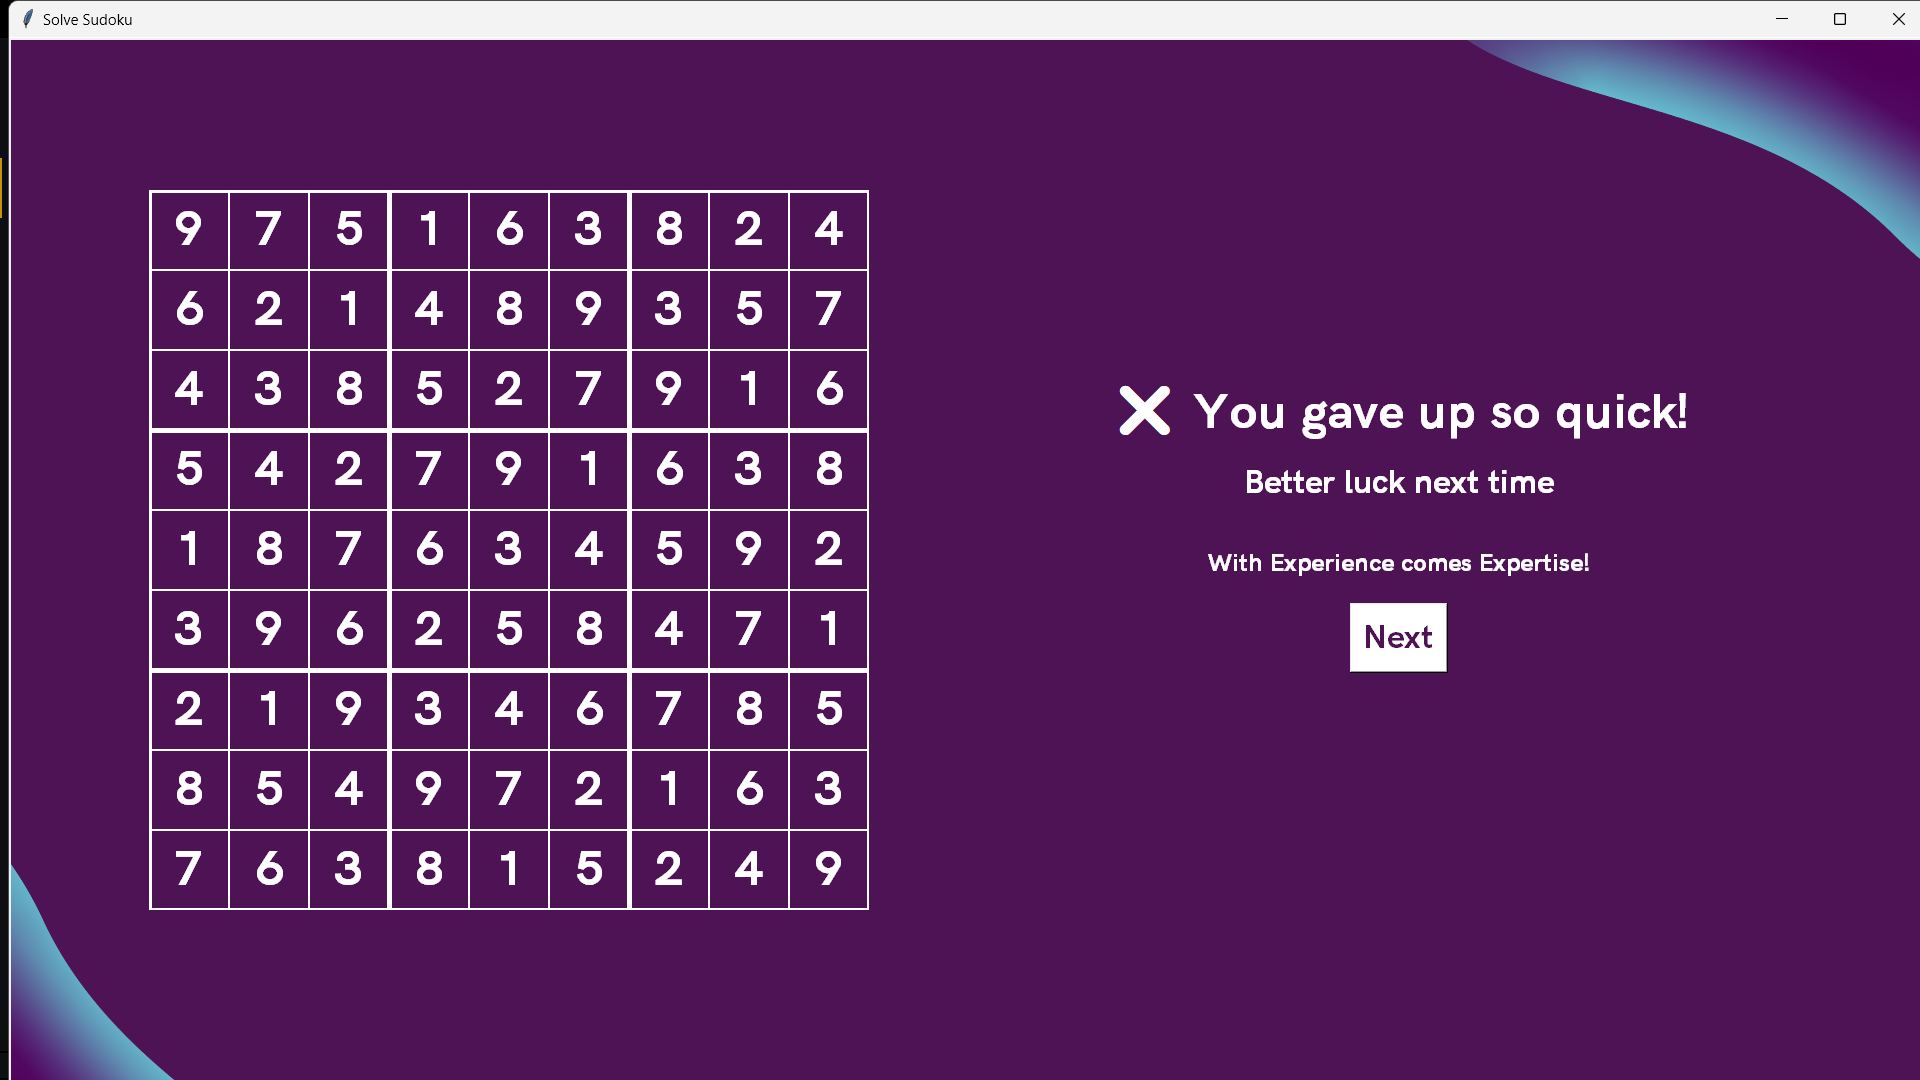 Solve Sudoku
9 7 5 1 6 3 8 2 4
6 2 1 4 8 9 3 5 7
4 3 8 5 2 7 9 1 6
5 4 2 7 9 1 6 3 8
1 8 7 6 3 4 5 9 2
3 9 6 2 5 8 4 7 1
2 1 9 3 4 6 7 8 5
8 5 4 9 7 2 1 6 3
7 6 3 8 1 5 2 4 9
You gave up so quick!
Better luck next time
With Experience comes Expertise!
Next